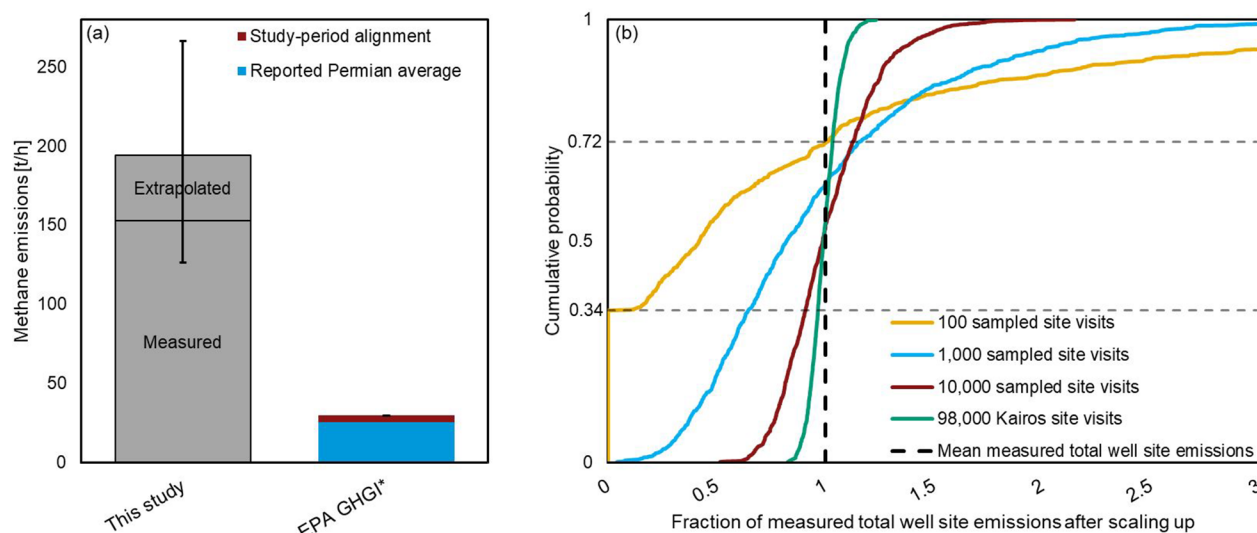 (a)
Study-period alignment
Reported Permian average
Methane emissions [t/h]
250
200
150
100
50
0
Extrapolated
Measured
This study
EPA GHGI*
(b)
Cumulative probability
1
0.72
0.5
0.34
0
100 sampled site visits
1,000 sampled site visits
10,000 sampled site visits
98,000 Kairos site visits
Mean measured total well site emissions
0
0.5
1
1.5
2
2.5
3
Fraction of measured total well site emissions after scaling up